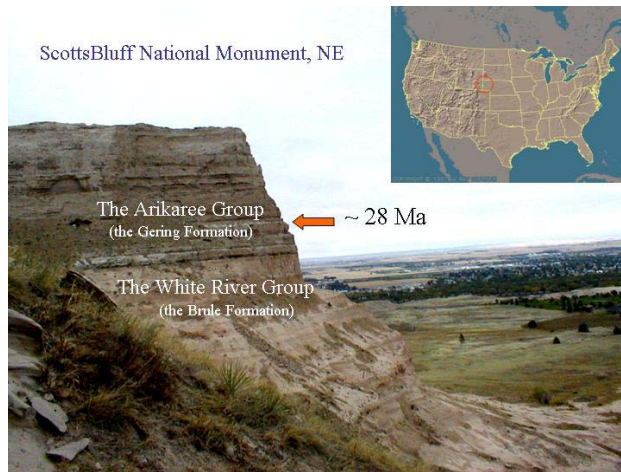 ScottsBluff National Monument, NE
The Arikaree Group
(the Gering Formation)
~ 28 Ma
The White River Group
(the Brule Formation)